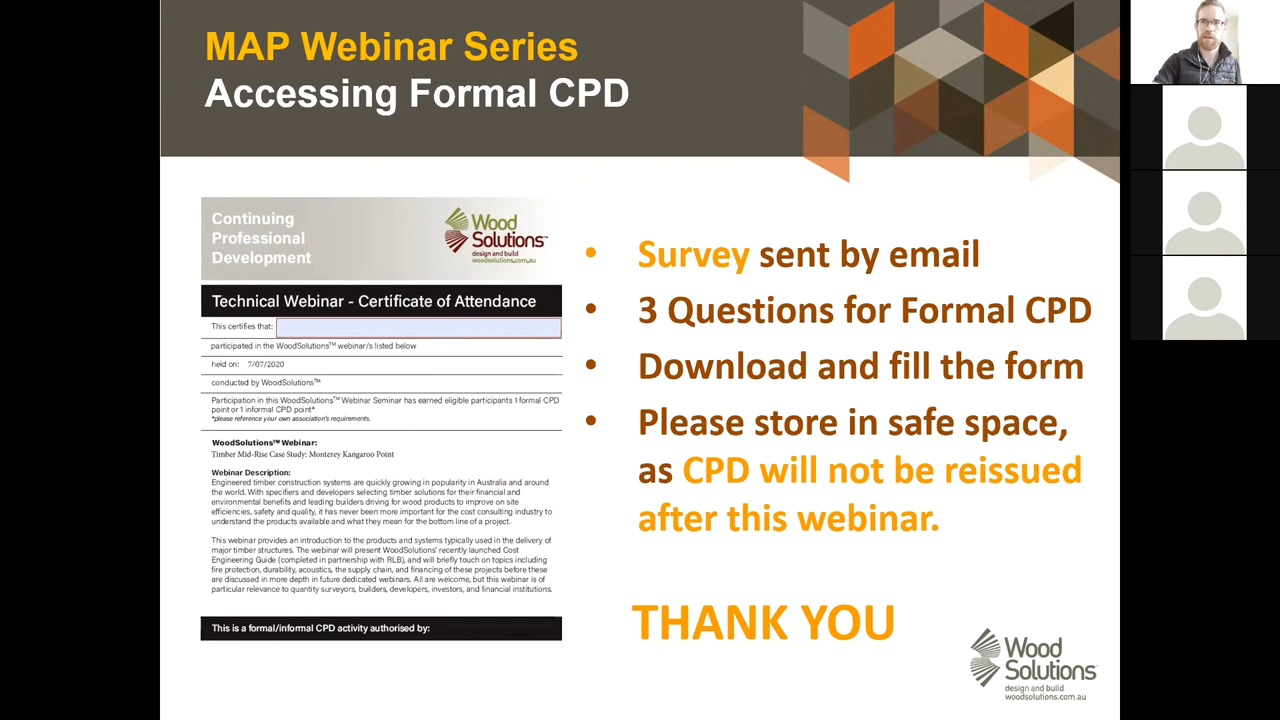 MAP Webinar Series
Accessing Formal CPD
Continuing
Professional
Development
Wood
Solutions™
design and build
woodsolutions.com.au
Technical Webinar - Certificate of Attendance
This certifies that:
participated in the WoodSolutions™ webinar/s listed below
held on: 7/07/2020
conducted by WoodSolutions™
Participation in this WoodSolutions™ Webinar Seminar has earned eligible participants 1 formal CPD
point or 1 informal CPD point*
*please reference your own association's requirements.
WoodSolutions™ Webinar:
Timber Mid-Rise Case Study: Monterey Kangaroo Point
Webinar Description:
Engineered timber construction systems are quickly growing in popularity in Australia and around
the world. With specifiers and developers selecting timber solutions for their financial and
environmental benefits and leading builders driving for wood products to improve on site
efficiencies, safety and quality, it has never been more important for the cost consulting industry to
understand the products available and what they mean for the bottom line of a project.
This webinar provides an introduction to the products and systems typically used in the delivery of
major timber structures. The webinar will present WoodSolutions' recently launched Cost
Engineering Guide (completed in partnership with RLB), and will briefly touch on topics including
fire protection, durability, acoustics, the supply chain, and financing of these projects before these
are discussed in more depth in future dedicated webinars. All are welcome, but this webinar is of
particular relevance to quantity surveyors, builders, developers, investors, and financial institutions.
This is a formal/informal CPD activity authorised by:
• Survey sent by email
• 3 Questions for Formal CPD
• Download and fill the form
• Please store in safe space,
as CPD will not be reissued
after this webinar.
THANK YOU
Wood
Solutions™
design and build
woodsolutions.com.au